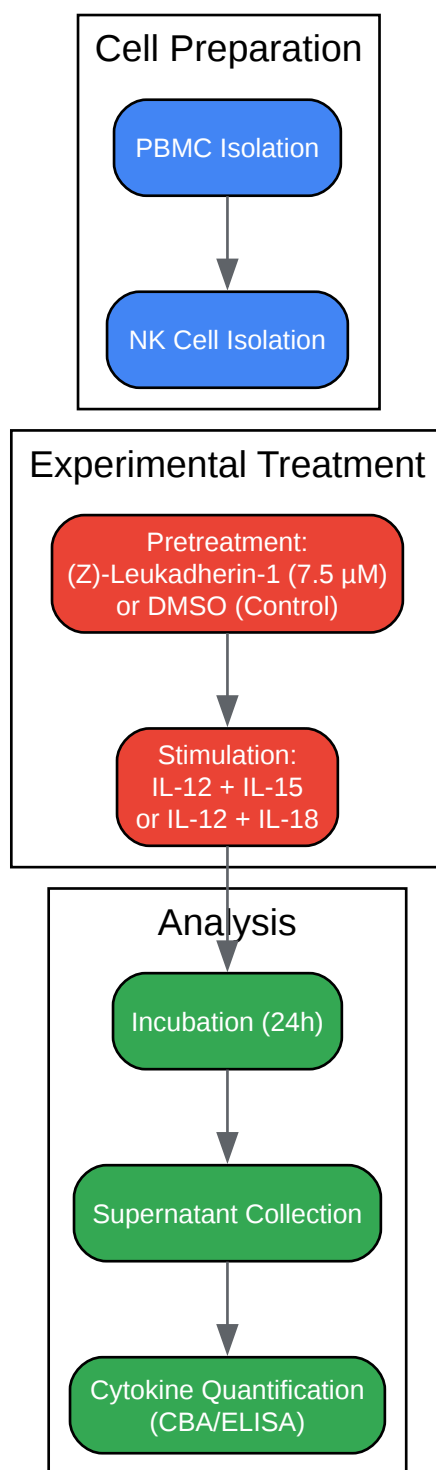 Cell Preparation
PBMC Isolation
NK Cell Isolation
Experimental Treatment
Pretreatment:
(Z)-Leukadherin-1 (7.5 µM)
or DMSO (Control)
Stimulation:
IL-12 + IL-15
or IL-12 + IL-18
Analysis
Incubation (24h)
Supernatant Collection
Cytokine Quantification
(CBA/ELISA)